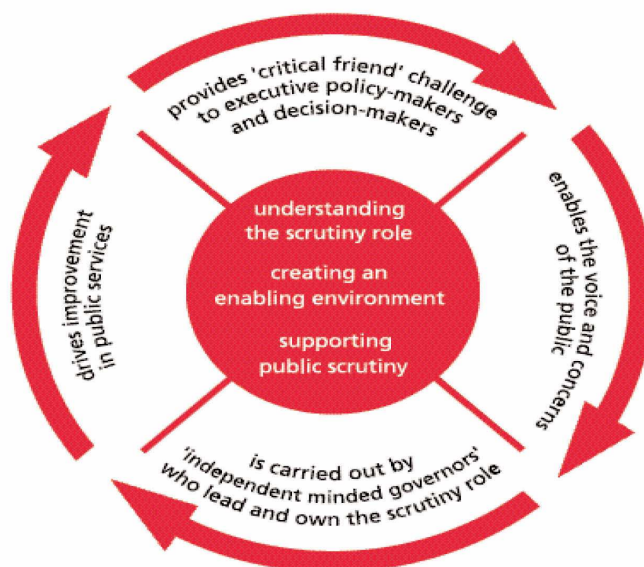 provides 'critical friend' challenge
to executive policy-makers
and decision-makers
enables the voice and concerns
of the public
is carried out by
'independent minded governors'
who lead and own the scrutiny role
drives improvement
in public services
understanding
the scrutiny role
creating an
enabling environment
supporting
public scrutiny